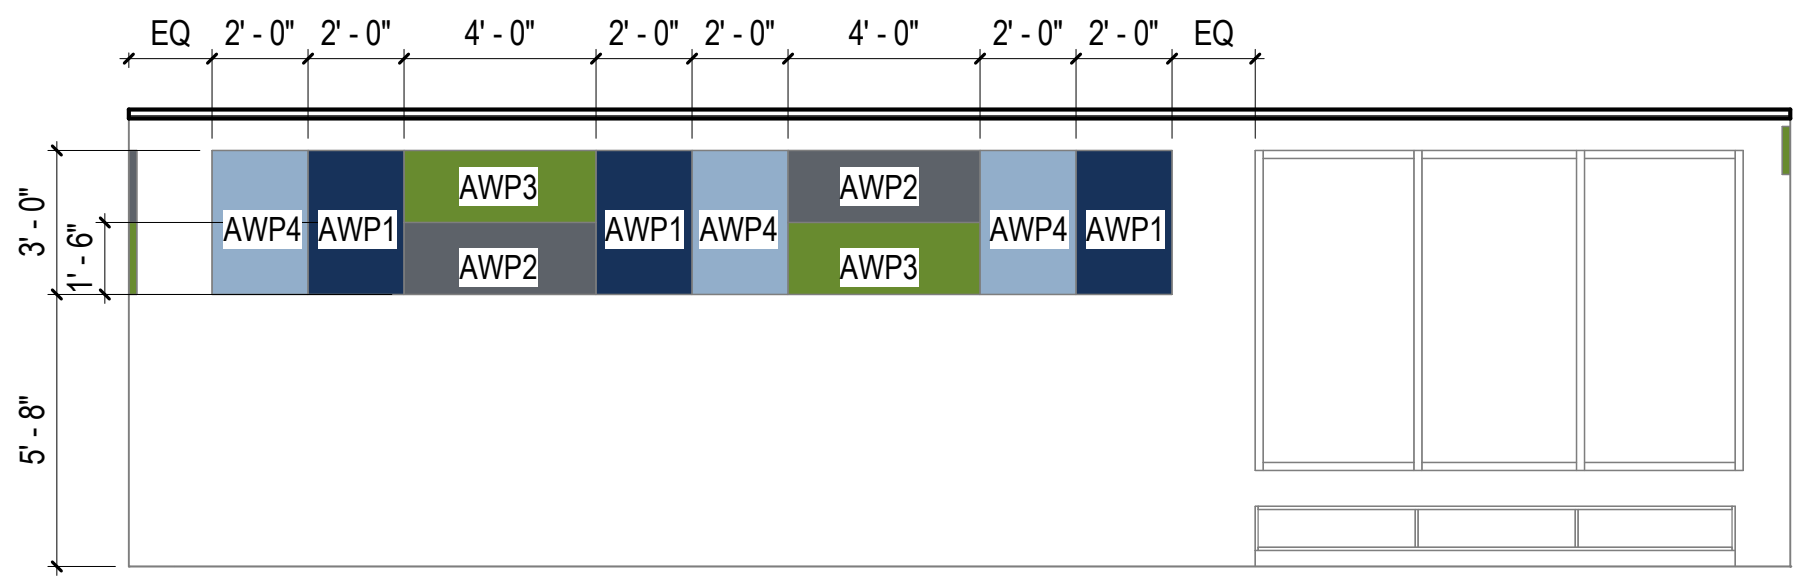 EQ 2' - 0" 2' - 0" 4' - 0" 2' - 0" 2' - 0" 4' - 0" 2' - 0" 2' - 0" EQ
3' - 0"
1' - 6"
5' - 8"
AWP3 AWP2
AWP4 AWP1 AWP1 AWP4 AWP4 AWP1
AWP2 AWP3